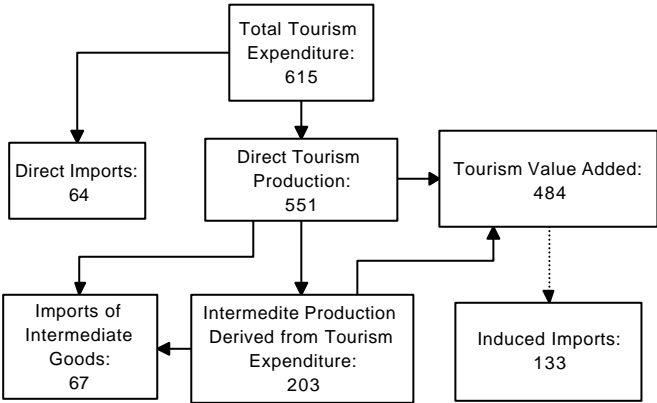 Total Tourism
Expenditure:
615
Direct Imports:
64
Direct Tourism
Production:
551
Tourism Value Added:
484
Imports of
Intermediate
Goods:
67
Intermedite Production
Derived from Tourism
Expenditure:
203
Induced Imports:
133